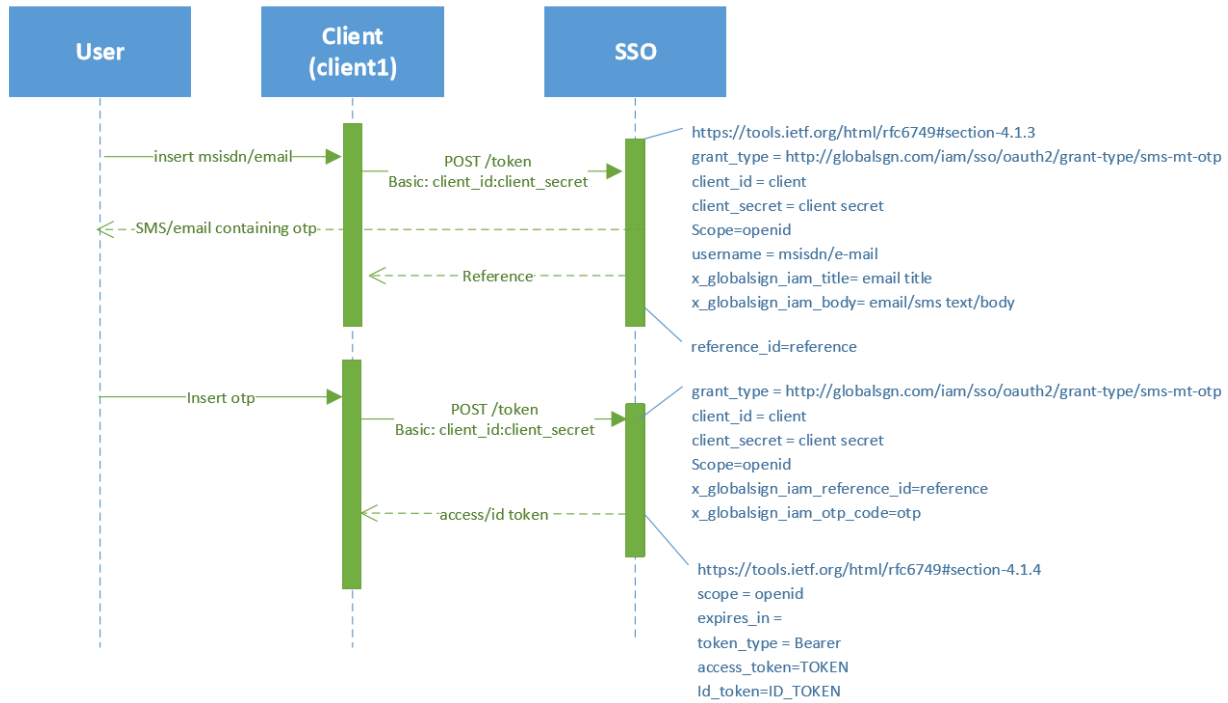 User
Client
(client1)
SSO
https://tools.ietf.org/html/rfc6749#section-4.1.3
insert msisdn/email
POST /token
Basic: client_id:client_secret
grant_type = http://globalsgn.com/iam/sso/oauth2/grant-type/sms-mt-otp
client_id = client
client_secret = client secret
Scope=openid
username = msisdn/e-mail
x_globalsign_iam_title= email title
x_globalsign_iam_body= email/sms text/body
SMS/email containing otp
Reference
reference_id=reference
Insert otp
POST /token
Basic: client_id:client_secret
grant_type = http://globalsgn.com/iam/sso/oauth2/grant-type/sms-mt-otp
client_id = client
client_secret = client secret
Scope=openid
x_globalsign_iam_reference_id=reference
x_globalsign_iam_otp_code=otp
access/id token
https://tools.ietf.org/html/rfc6749#section-4.1.4
scope = openid
expires_in =
token_type = Bearer
access_token=TOKEN
Id_token=ID_TOKEN